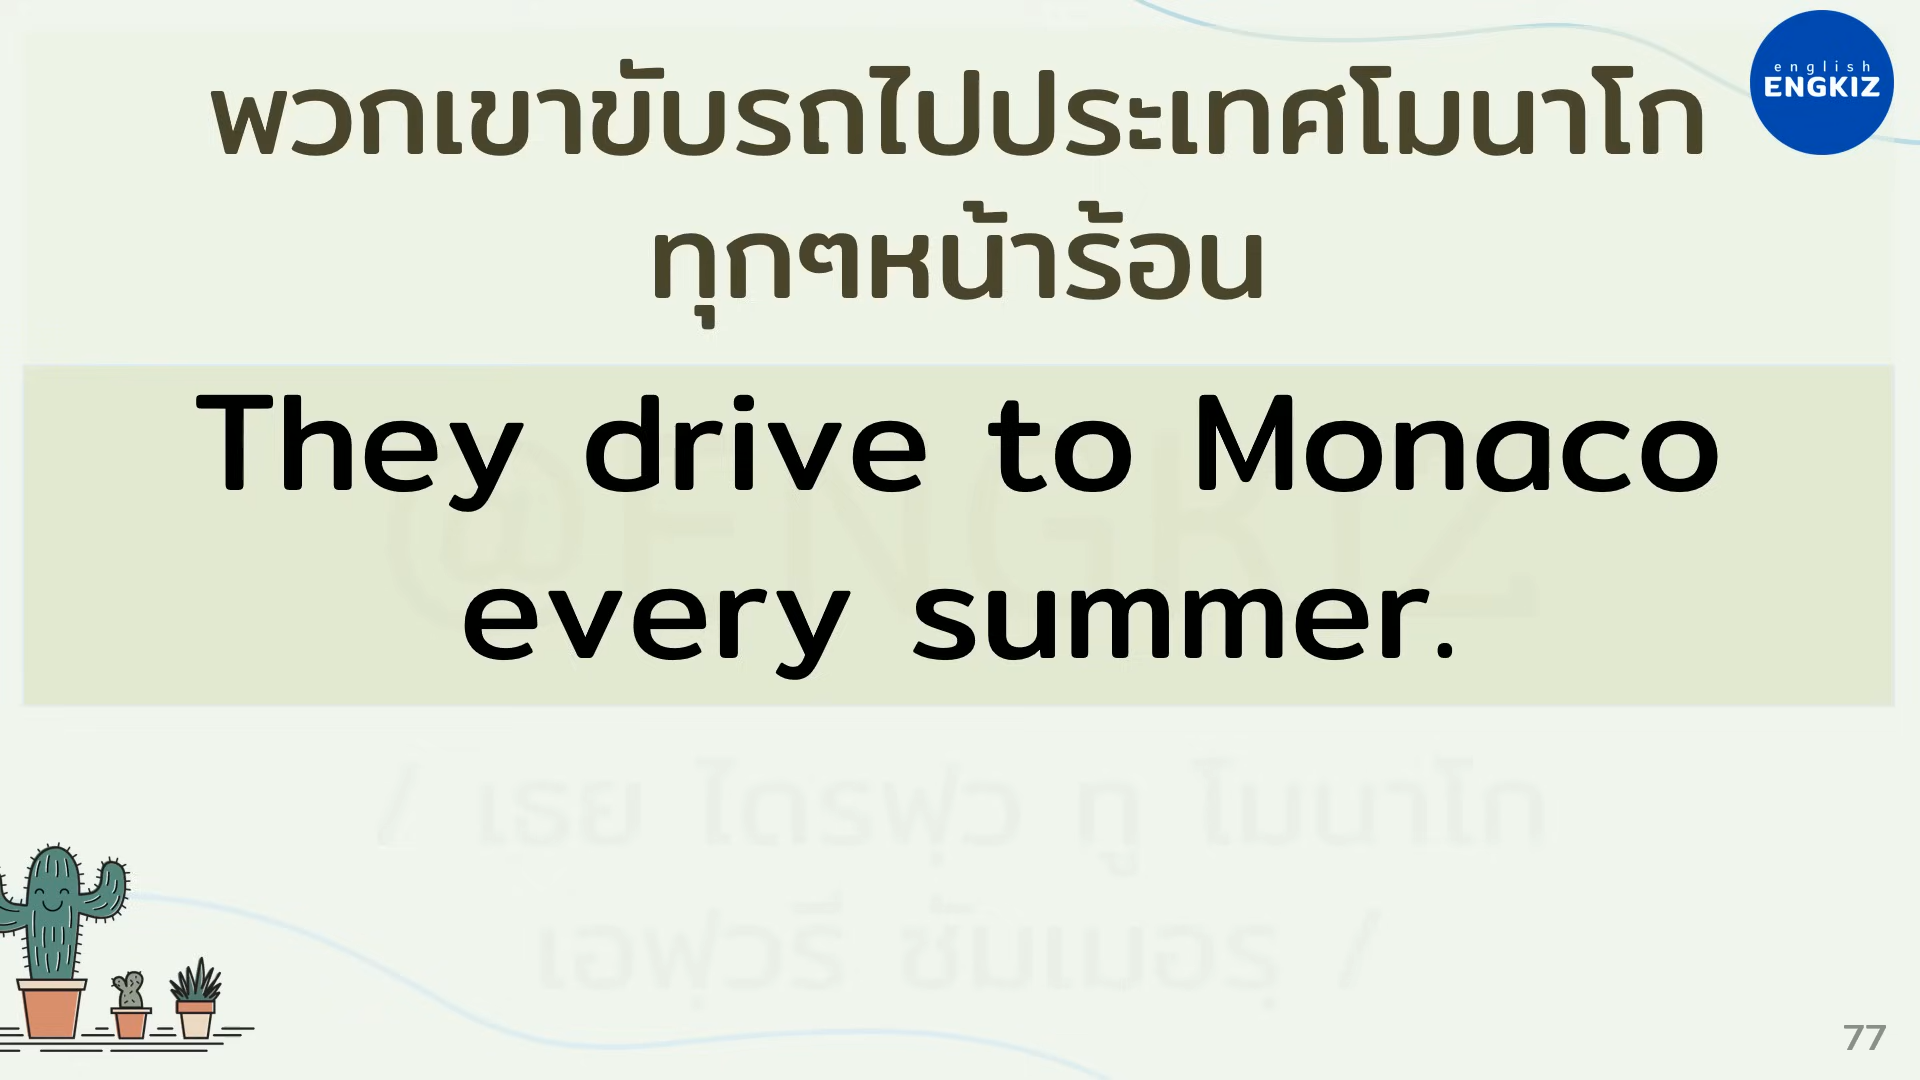 พวกเขาขับรถไปประเทศโมนาโก
ทุกๆหน้าร้อน
english
ENGKIZ
They drive to Monaco
every summer.
@ENGKIZ
/ เธย ไดรฟฺว ทู โมนาโก
เอฟฺวรี ซัมเมอรฺ /
77